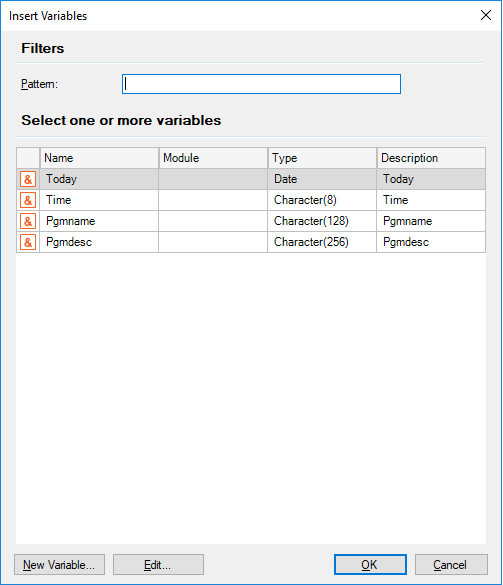 Insert Variables
Filters
Pattern:
Select one or more variables
Name Module Type Description
& Today Date Today
& Time Character(8) Time
& Pgmname Character(128) Pgmname
& Pgmdesc Character(256) Pgmdesc
New Variable... Edit... OK Cancel